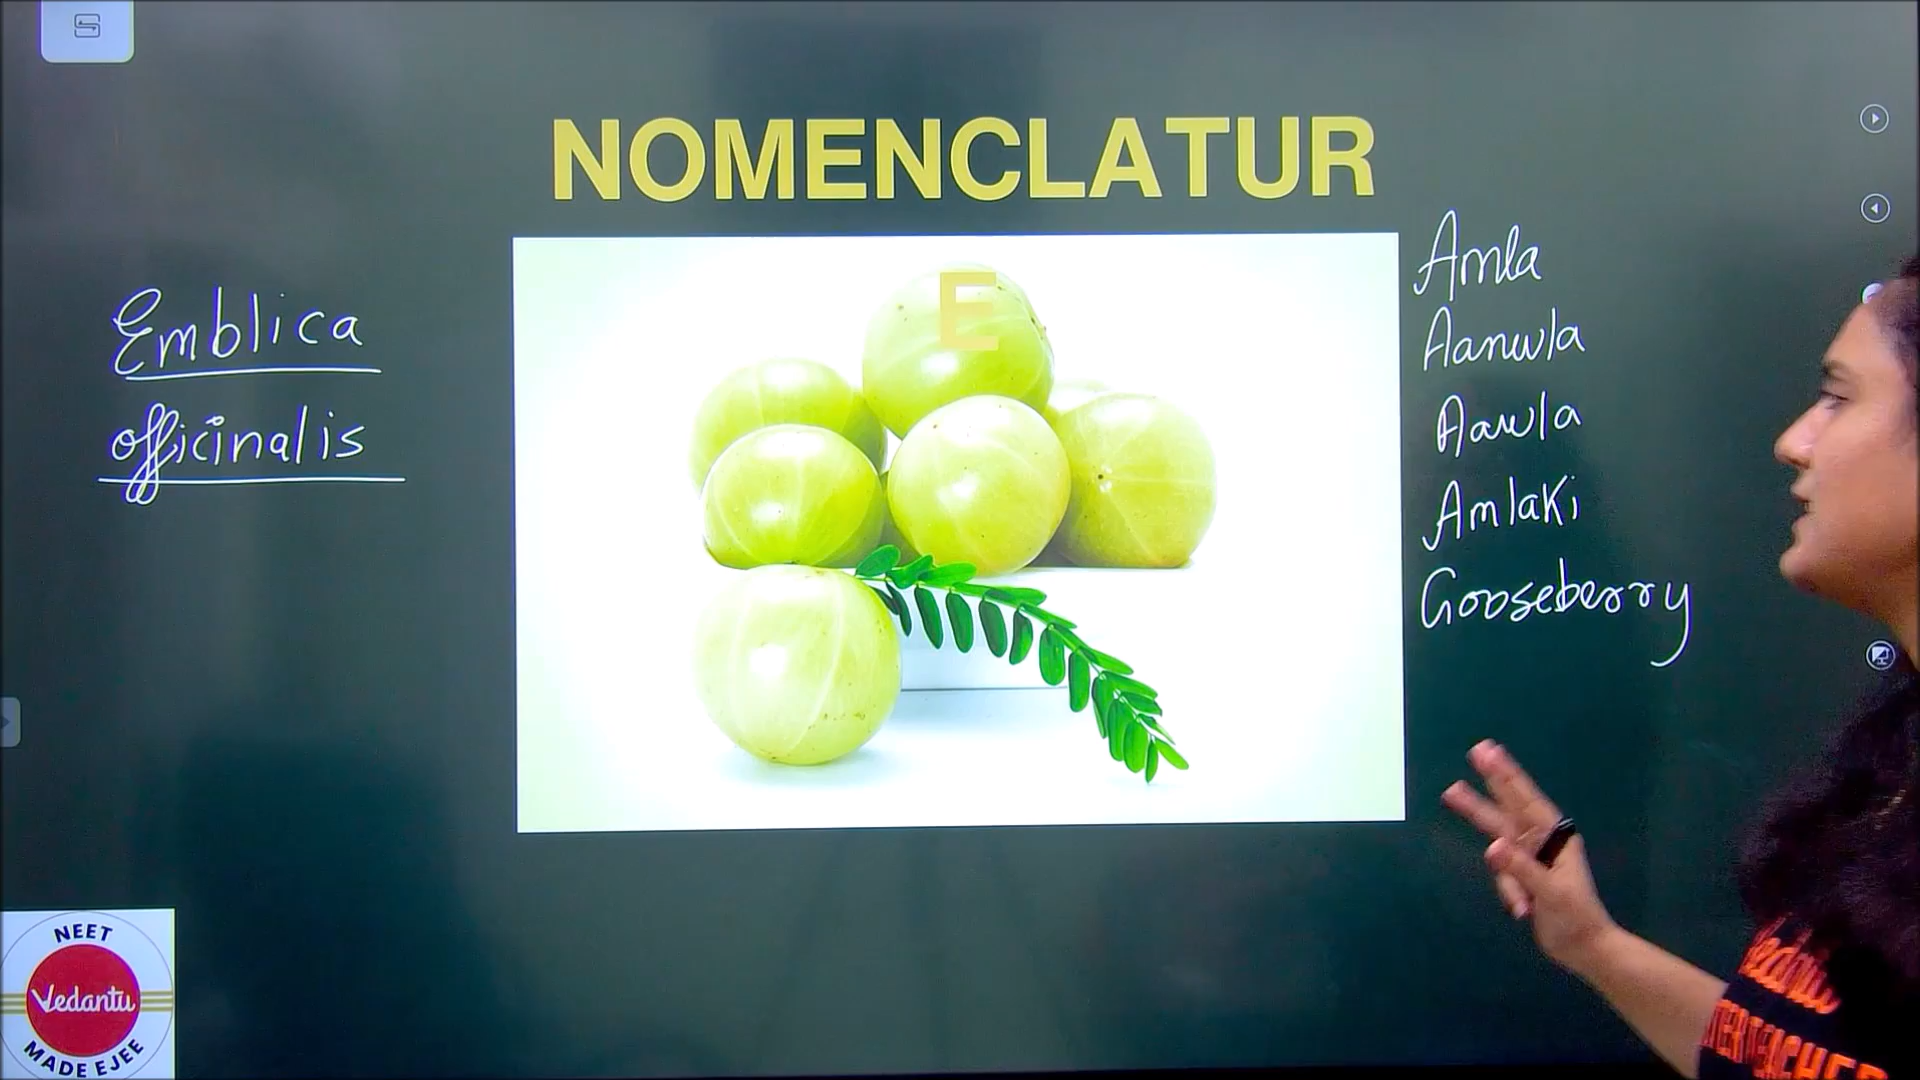 NOMENCLATUR
E
Emblica
officinalis
Amla
Aanwla
Aawla
Amlaki
Gooseberry
NEET
Vedantu
MADE EJEE